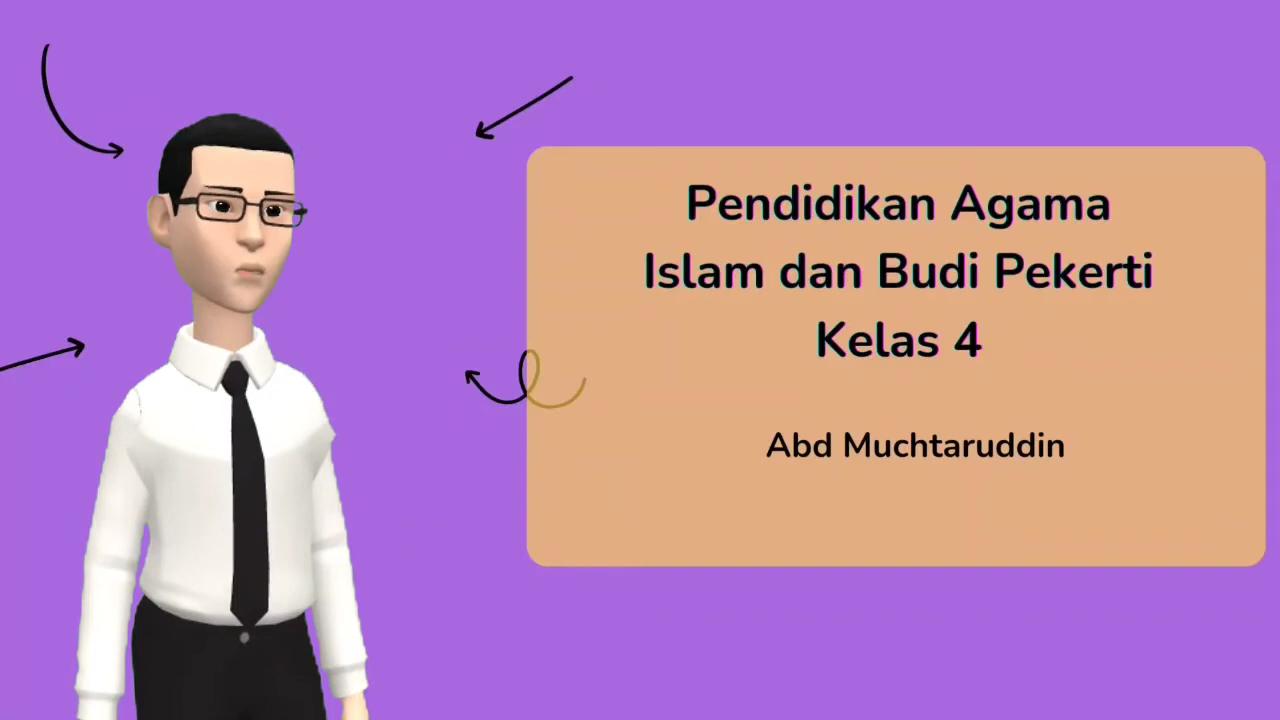 Pendidikan Agama
Islam dan Budi Pekerti
Kelas 4
Abd Muchtaruddin